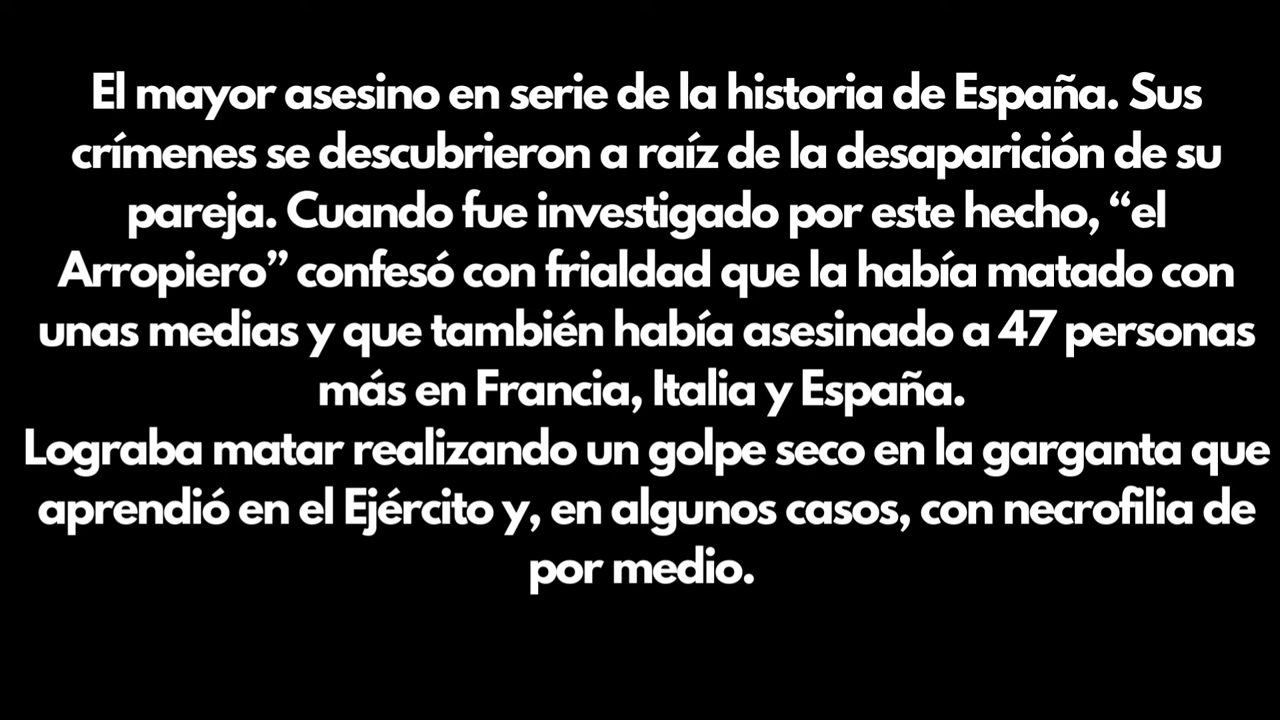 El mayor asesino en serie de la historia de España. Sus
crímenes se descubrieron a raíz de la desaparición de su
pareja. Cuando fue investigado por este hecho, “el
Arropiero” confesó con frialdad que la había matado con
unas medias y que también había asesinado a 47 personas
más en Francia, Italia y España.
Lograba matar realizando un golpe seco en la garganta que
aprendió en el Ejército y, en algunos casos, con necrofilia de
por medio.